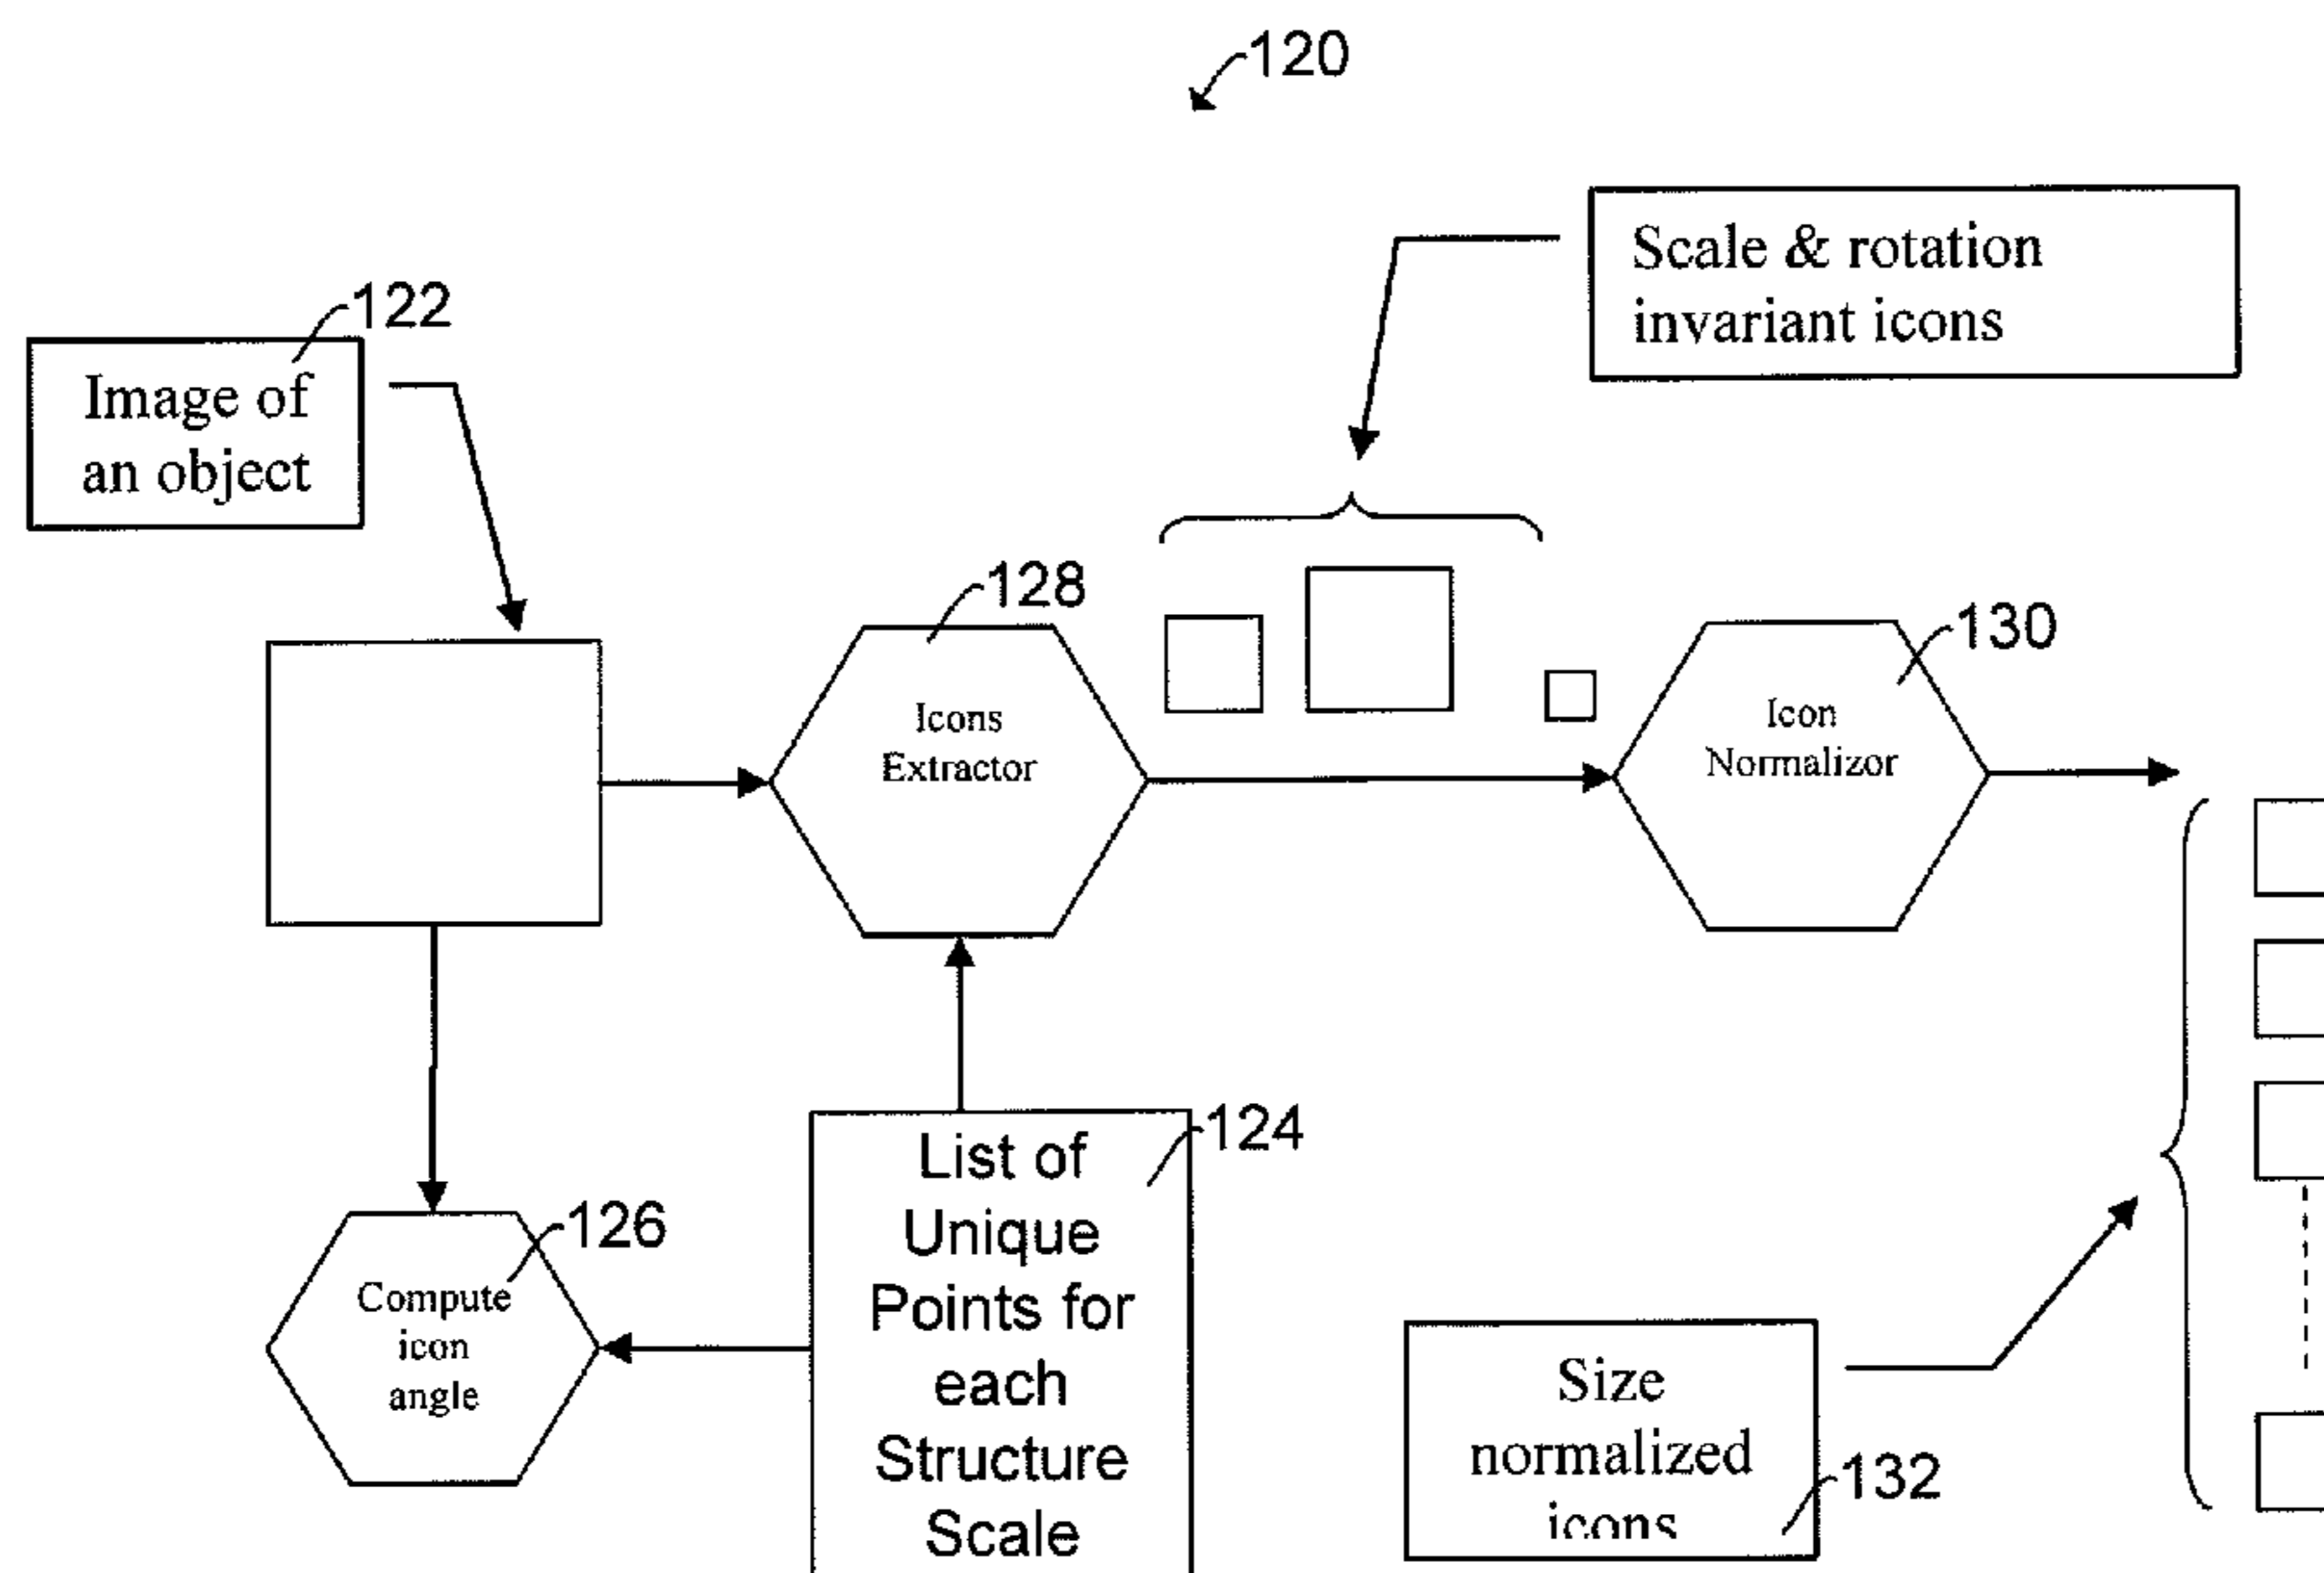 120
Scale & rotation
invariant icons
122
Image of
an object
128
Icons
Extractor
130
Icon
Normalizor
124
List of
Unique
Points for
each
Structure
Scale
126
Compute
icon
angle
Size
normalized
icons
132